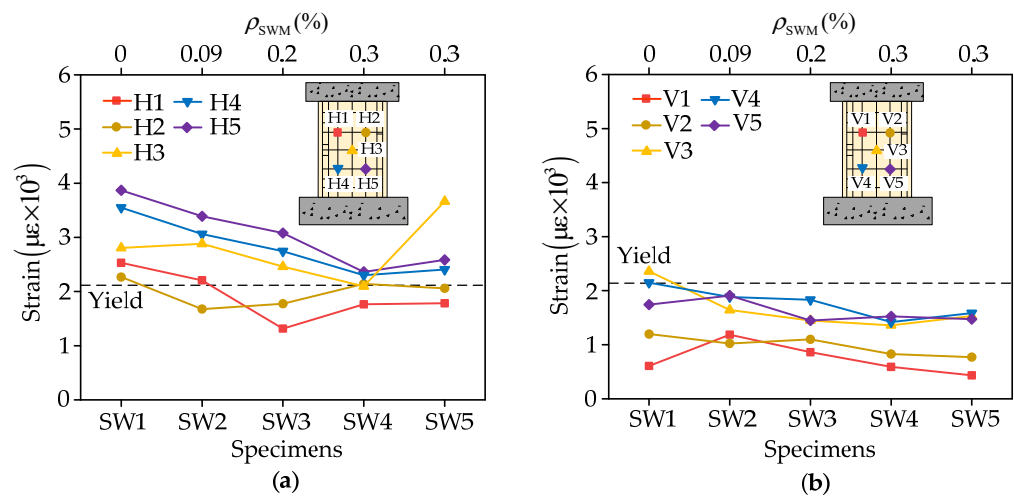 ρSWM(%)
0 0.09 0.2 0.3 0.3
6
5
4
3
2
1
0
Strain(με×10³)
H1 H4
H2 H5
H3
H1 H2
H3
H4 H5
Yield
SW1 SW2 SW3 SW4 SW5
Specimens
(a)
ρSWM(%)
0 0.09 0.2 0.3 0.3
6
5
4
3
2
1
0
Strain(με×10³)
V1 V4
V2 V5
V3
V1 V2
V3
V4 V5
Yield
SW1 SW2 SW3 SW4 SW5
Specimens
(b)